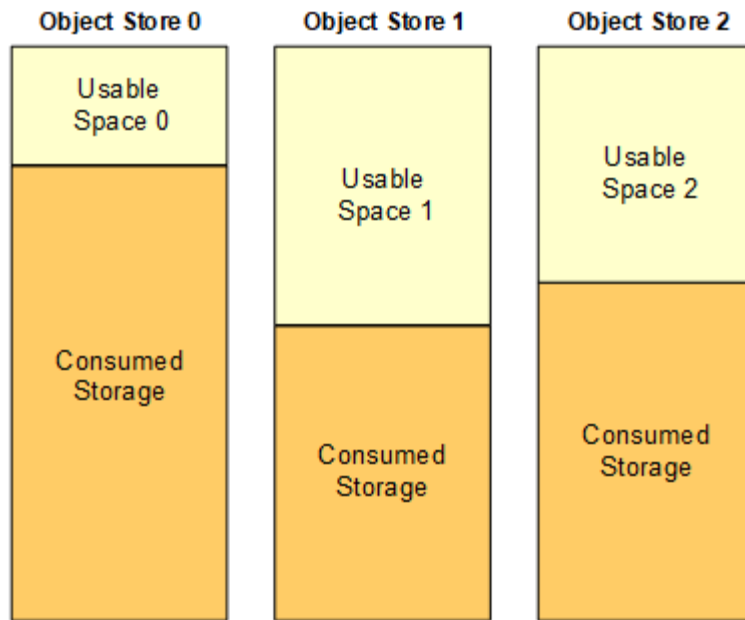 Object Store 0
Object Store 1
Object Store 2
Usable
Space 0
Usable
Space 1
Usable
Space 2
Consumed
Storage
Consumed
Storage
Consumed
Storage